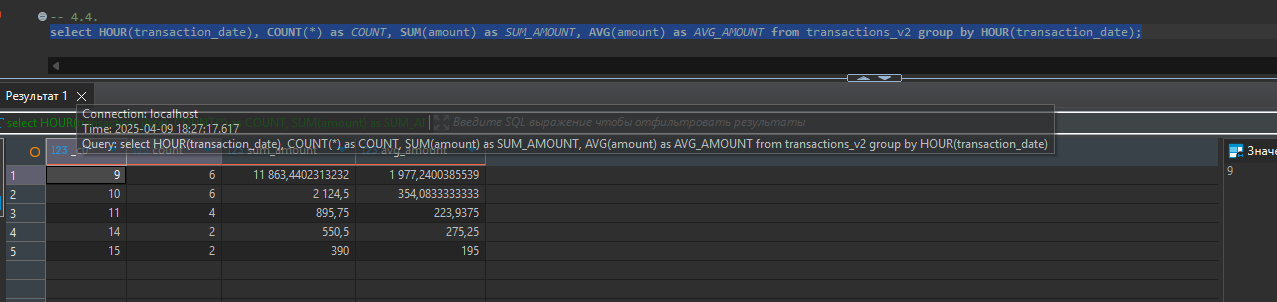 -- 4.4.
select HOUR(transaction_date), COUNT(*) as COUNT, SUM(amount) as SUM_AMOUNT, AVG(amount) as AVG_AMOUNT from transactions_v2 group by HOUR(transaction_date);
Результат 1
Connection: localhost
select HOUR COUNT, SUM(amount) as SUM_AI Введите SQL выражение чтобы отфильтровать результаты
Time: 2025-04-09 18:27:17.617
Query: select HOUR(transaction_date), COUNT(*) as COUNT, SUM(amount) as SUM_AMOUNT, AVG(amount) as AVG_AMOUNT from transactions_v2 group by HOUR(transaction_date)
123 _c0 count 123 sum_amount 123 avg_amount
Значе
1 9 6 11 863,4402313232 1 977,2400385539
9
2 10 6 2 124,5 354,0833333333
3 11 4 895,75 223,9375
4 14 2 550,5 275,25
5 15 2 390 195